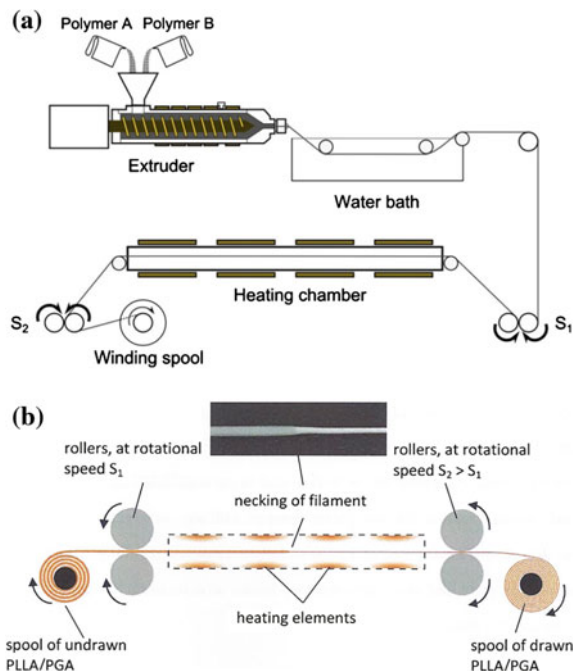 (a)
Polymer A Polymer B
Extruder
Water bath
Heating chamber
S2
Winding spool
S1
(b)
rollers, at rotational
speed S1
rollers, at rotational
speed S2 > S1
necking of filament
heating elements
spool of undrawn
PLLA/PGA
spool of drawn
PLLA/PGA